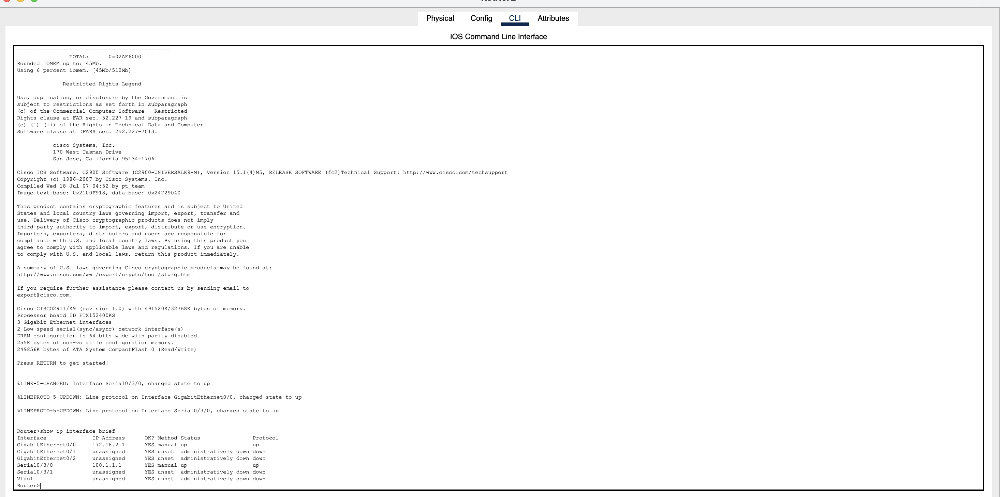 Physical Config CLI Attributes
IOS Command Line Interface
-----------------------------------------------
                TOTAL:      0x02AF6000
Rounded IOMEM up to: 45Mb.
Using 6 percent iomem. [45Mb/512Mb]
              Restricted Rights Legend
Use, duplication, or disclosure by the Government is
subject to restrictions as set forth in subparagraph
(c) of the Commercial Computer Software - Restricted
Rights clause at FAR sec. 52.227-19 and subparagraph
(c) (1) (ii) of the Rights in Technical Data and Computer
Software clause at DFARS sec. 252.227-7013.
           cisco Systems, Inc.
           170 West Tasman Drive
           San Jose, California 95134-1706
Cisco IOS Software, C2900 Software (C2900-UNIVERSALK9-M), Version 15.1(4)M5, RELEASE SOFTWARE (fc2)Technical Support: http://www.cisco.com/techsupport
Copyright (c) 1986-2007 by Cisco Systems, Inc.
Compiled Wed 18-Jul-07 04:52 by pt_team
Image text-base: 0x2100F918, data-base: 0x24729040
This product contains cryptographic features and is subject to United
States and local country laws governing import, export, transfer and
use. Delivery of Cisco cryptographic products does not imply
third-party authority to import, export, distribute or use encryption.
Importers, exporters, distributors and users are responsible for
compliance with U.S. and local country laws. By using this product you
agree to comply with applicable laws and regulations. If you are unable
to comply with U.S. and local laws, return this product immediately.
A summary of U.S. laws governing Cisco cryptographic products may be found at:
http://www.cisco.com/wwl/export/crypto/tool/stqrg.html
If you require further assistance please contact us by sending email to
export@cisco.com.
Cisco CISCO2911/K9 (revision 1.0) with 491520K/32768K bytes of memory.
Processor board ID FTX152400KS
3 Gigabit Ethernet interfaces
2 Low-speed serial(sync/async) network interface(s)
DRAM configuration is 64 bits wide with parity disabled.
255K bytes of non-volatile configuration memory.
249856K bytes of ATA System CompactFlash 0 (Read/Write)
Press RETURN to get started!
%LINK-5-CHANGED: Interface Serial0/3/0, changed state to up
%LINEPROTO-5-UPDOWN: Line protocol on Interface GigabitEthernet0/0, changed state to up
%LINEPROTO-5-UPDOWN: Line protocol on Interface Serial0/3/0, changed state to up
Router>show ip interface brief
Interface              IP-Address      OK? Method Status                Protocol
GigabitEthernet0/0     172.16.2.1      YES manual up                    up
GigabitEthernet0/1     unassigned      YES unset  administratively down down
GigabitEthernet0/2     unassigned      YES unset  administratively down down
Serial0/3/0            100.1.1.1       YES manual up                    up
Serial0/3/1            unassigned      YES unset  administratively down down
Vlan1                  unassigned      YES unset  administratively down down
Router>